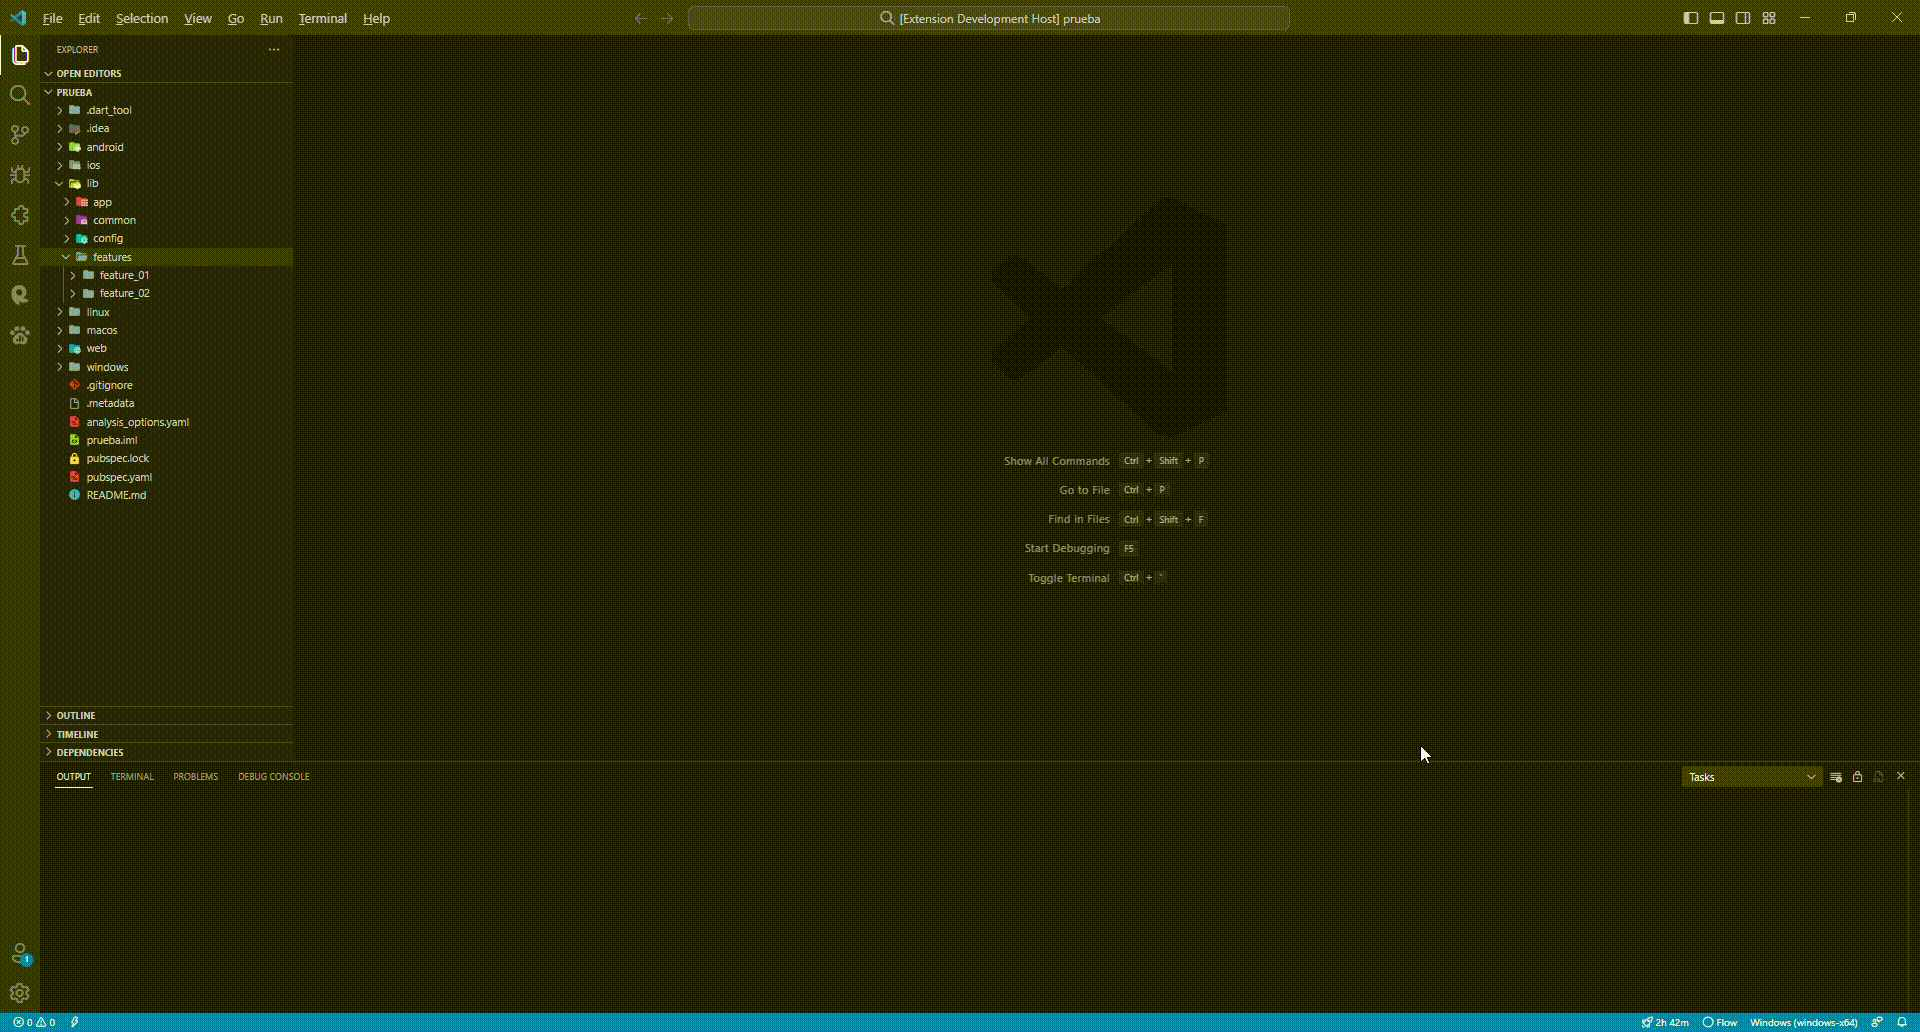 File Edit Selection View Go Run Terminal Help
[Extension Development Host] prueba
EXPLORER
OPEN EDITORS
PRUEBA
.dart_tool
.idea
android
ios
lib
app
common
config
features
feature_01
feature_02
linux
macos
web
windows
.gitignore
.metadata
analysis_options.yaml
prueba.iml
pubspec.lock
pubspec.yaml
README.md
OUTLINE
TIMELINE
DEPENDENCIES
Show All Commands Ctrl + Shift + P
Go to File Ctrl + P
Find in Files Ctrl + Shift + F
Start Debugging F5
Toggle Terminal Ctrl + `
OUTPUT TERMINAL PROBLEMS DEBUG CONSOLE
Tasks
1
0 0
2h 42m Flow Windows (windows-x64)